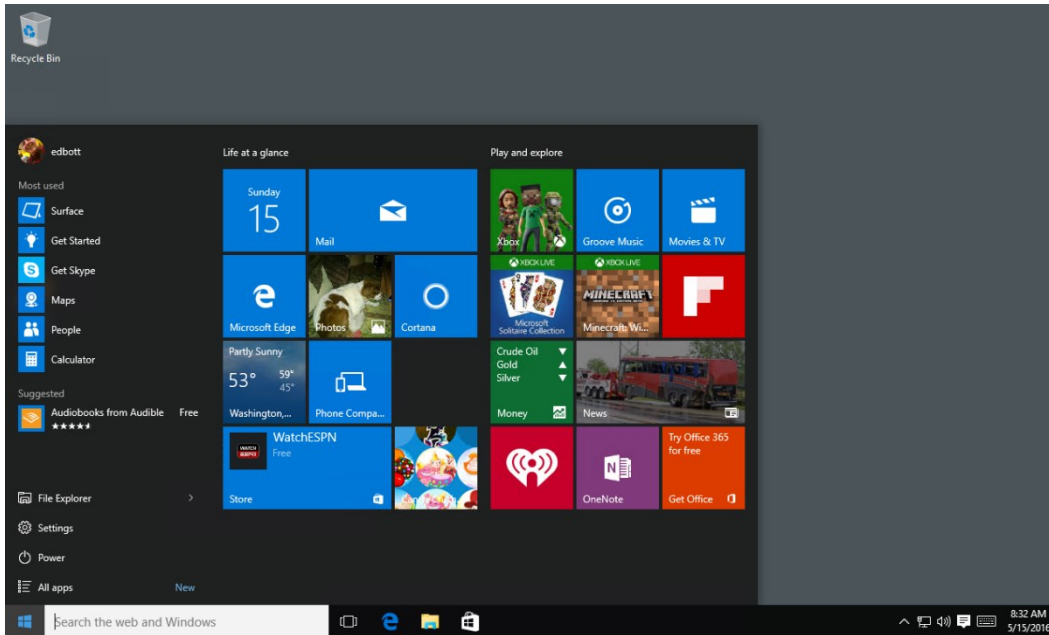 Recycle Bin
edbott
Most used
Surface
Get Started
Get Skype
Maps
People
Calculator
Suggested
Audiobooks from Audible Free
File Explorer
Settings
Power
All apps New
Life at a glance
Sunday
15
Mail
Microsoft Edge
Photos
Cortana
Partly Sunny
53° 59°
45°
Washington,...
Phone Compa...
WATCH
ESPN
WatchESPN
Free
Store
Play and explore
Xbox
Groove Music
Movies & TV
XBOX LIVE
Microsoft
Solitaire Collection
XBOX LIVE
MINECRAFT
Minecraft: Wi...
Crude Oil
Gold
Silver
Money
News
OneNote
Try Office 365
for free
Get Office
Search the web and Windows
8:32 AM
5/15/2016